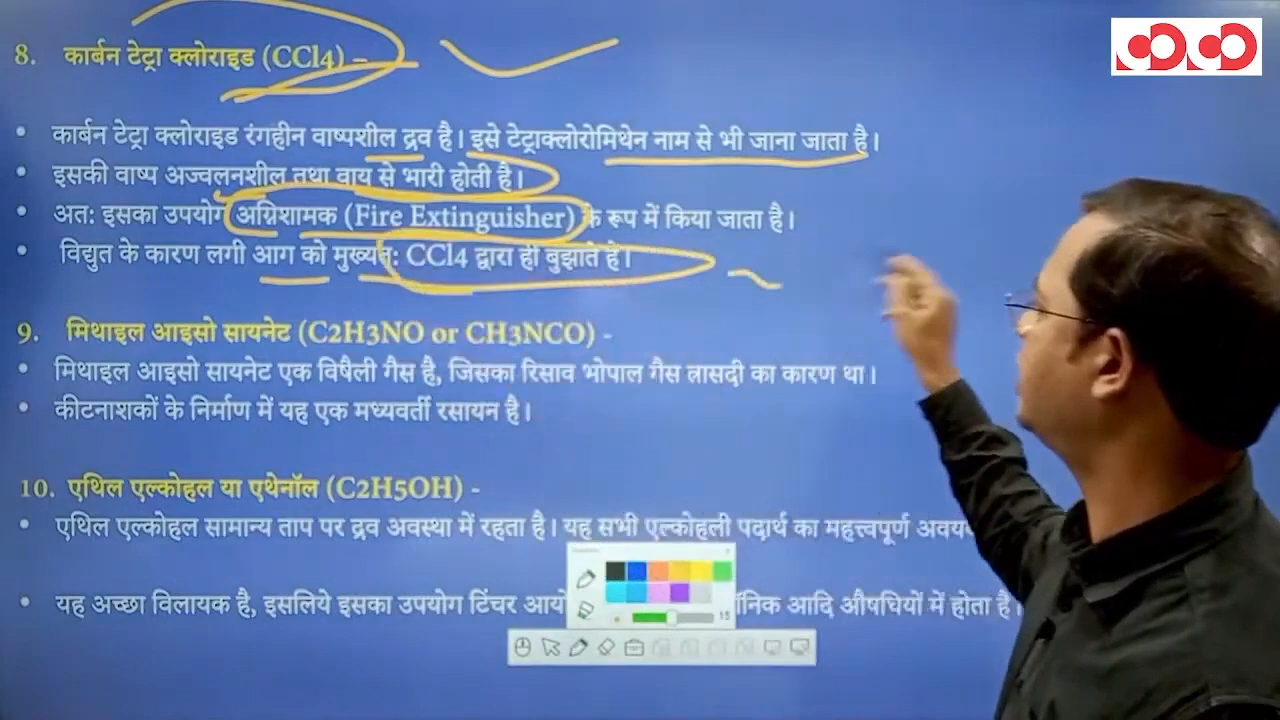 8. कार्बन टेट्रा क्लोराइड (CCl4) -
• कार्बन टेट्रा क्लोराइड रंगहीन वाष्पशील द्रव है। इसे टेट्राक्लोरोमिथेन नाम से भी जाना जाता है।
• इसकी वाष्प अज्वलनशील तथा वायु से भारी होती है।
• अत: इसका उपयोग अग्निशामक (Fire Extinguisher) के रूप में किया जाता है।
• विद्युत के कारण लगी आग को मुख्यत: CCl4 द्वारा ही बुझाते हे।
9. मिथाइल आइसो सायनेट (C2H3NO or CH3NCO) -
• मिथाइल आइसो सायनेट एक विषैली गैस है, जिसका रिसाव भोपाल गैस त्रासदी का कारण था।
• कीटनाशकों के निर्माण में यह एक मध्यवर्ती रसायन है।
10. एथिल एल्कोहल या एथेनॉल (C2H5OH) -
• एथिल एल्कोहल सामान्य ताप पर द्रव अवस्था में रहता है। यह सभी एल्कोहली पदार्थ का महत्त्वपूर्ण
• यह अच्छा विलायक है, इसलिये इसका उपयोग टिंचर आदि औषधियों में होता है।
15